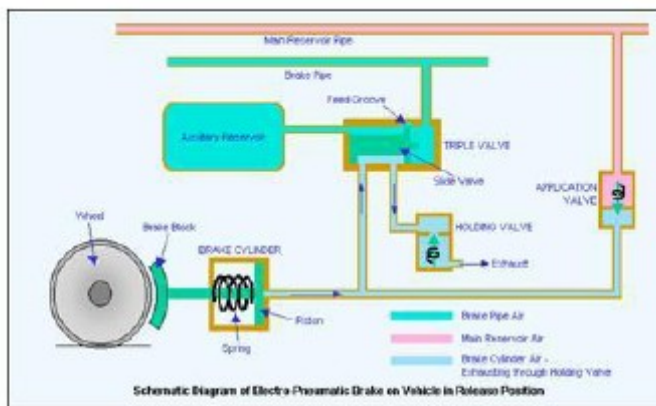 Main Reservoir Pipe
Brake Pipe
Feed Groove
Auxiliary Reservoir
TRIPLE VALVE
Slide Valve
APPLICATION
VALVE
Wheel
Brake Block
HOLDING VALVE
BRAKE CYLINDER
Exhaust
Piston
Spring
Brake Pipe Air
Main Reservoir Air
Brake Cylinder Air -
Exhausting through Holding Valve
Schematic Diagram of Electro-Pneumatic Brake on Vehicle in Release Position